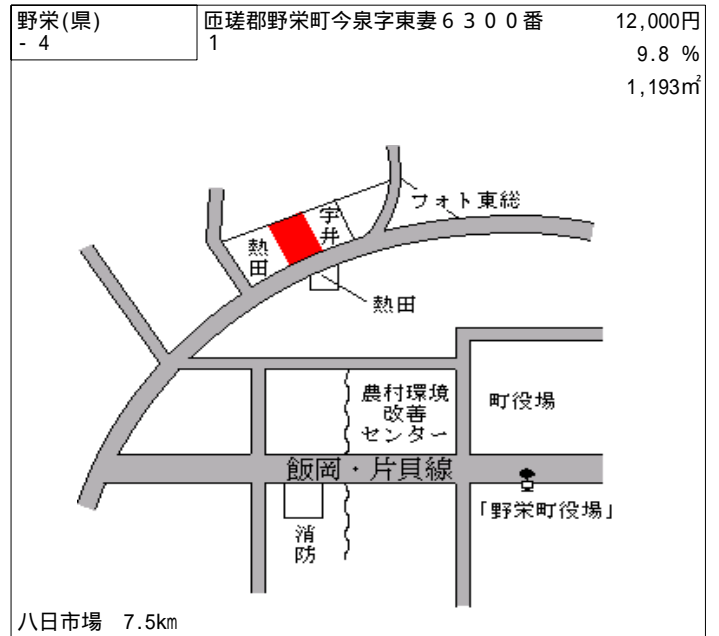 野栄(県)
- 4
匝瑳郡野栄町今泉字東妻６３００番
1
12,000円
9.8 %
1,193㎡
フォト東総
宇井
熱田
熱田
農村環境
改善
センター
町役場
飯岡・片貝線
「野栄町役場」
消防
八日市場 7.5km